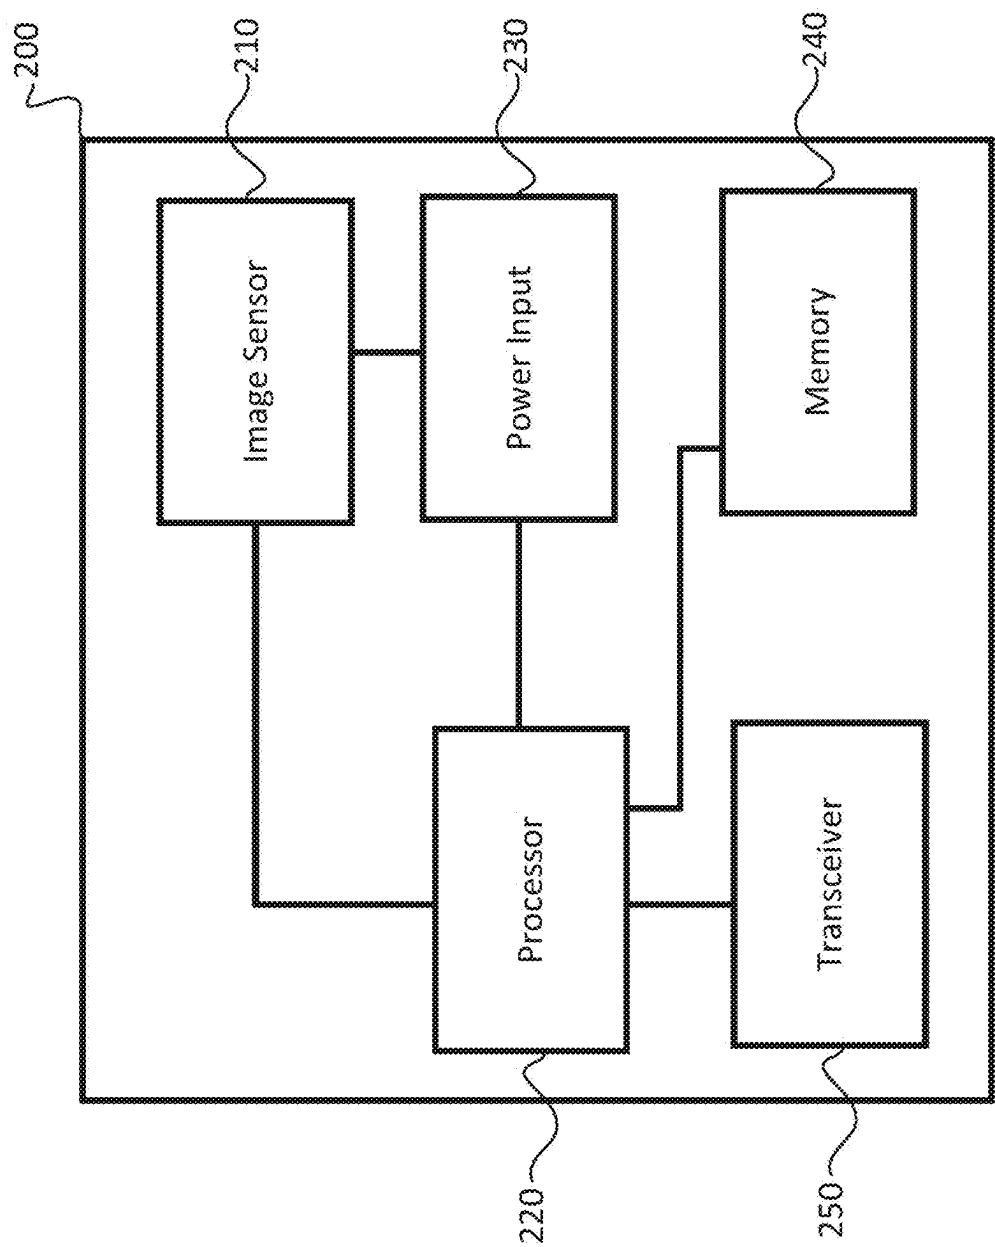 200
210
Image Sensor
230
Power Input
240
Memory
Processor
220
Transceiver
250